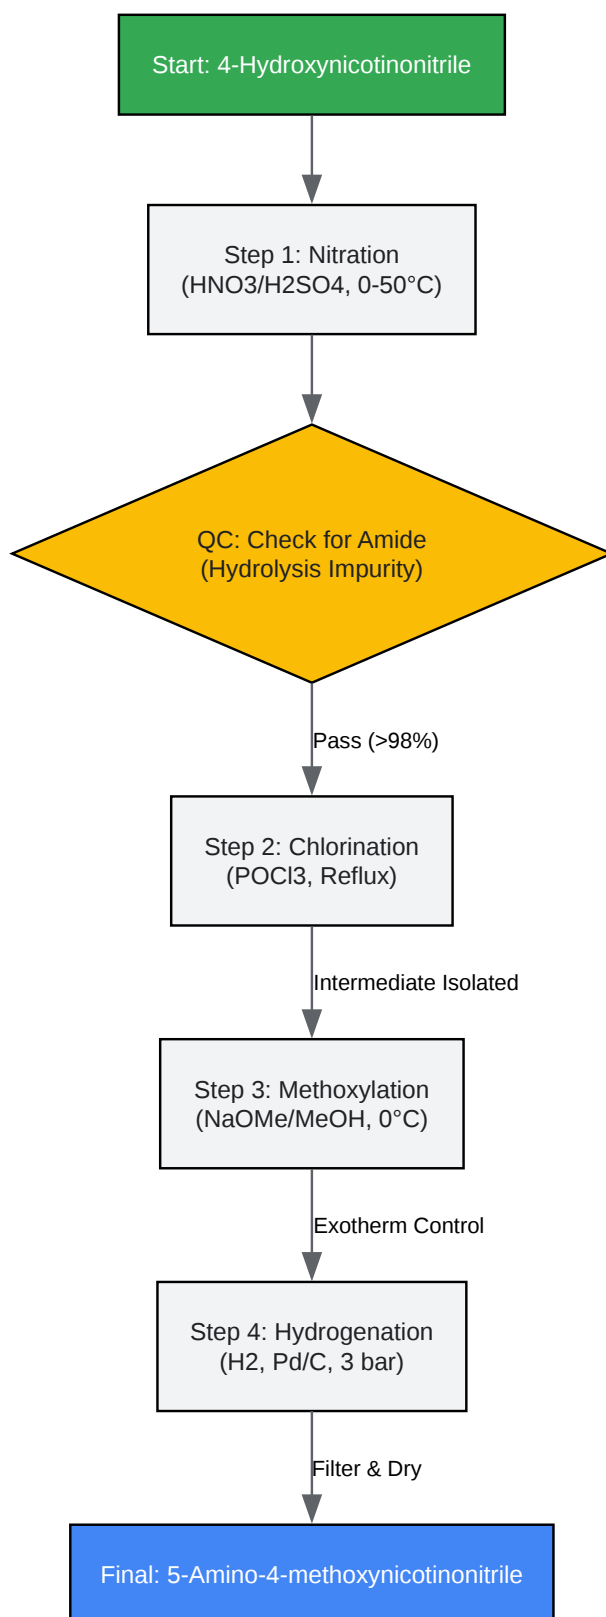 Start: 4-Hydroxynicotinonitrile
Step 1: Nitration
(HNO3/H2SO4, 0-50°C)
QC: Check for Amide
(Hydrolysis Impurity)
Pass (>98%)
Step 2: Chlorination
(POCl3, Reflux)
Intermediate Isolated
Step 3: Methoxylation
(NaOMe/MeOH, 0°C)
Exotherm Control
Step 4: Hydrogenation
(H2, Pd/C, 3 bar)
Filter & Dry
Final: 5-Amino-4-methoxynicotinonitrile